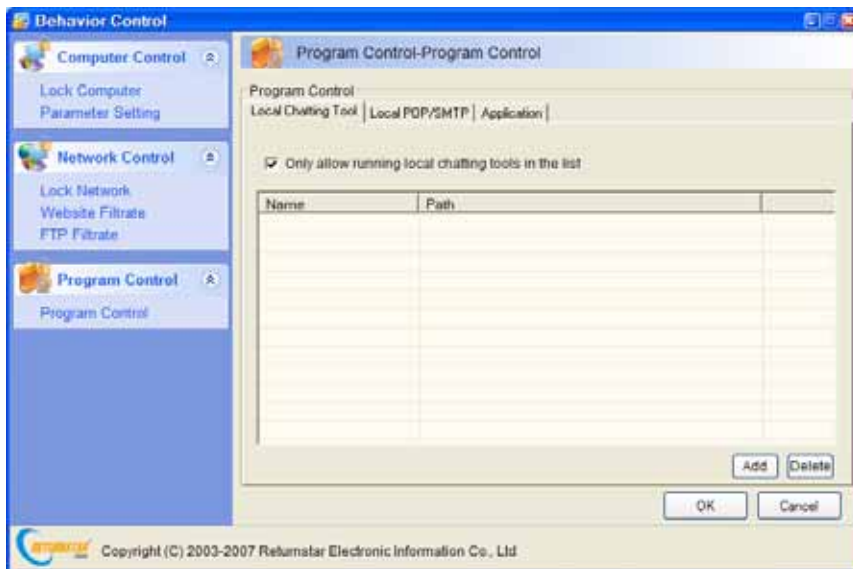 Behavior Control
Computer Control
Lock Computer
Parameter Setting
Network Control
Lock Network
Website Filtrate
FTP Filtrate
Program Control
Program Control
Program Control-Program Control
Program Control
Local Chatting Tool Local POP/SMTP Application
Only allow running local chatting tools in the list
Name Path
Add Delete
OK Cancel
RETURNSTAR Copyright (C) 2003-2007 Returnstar Electronic Information Co., Ltd